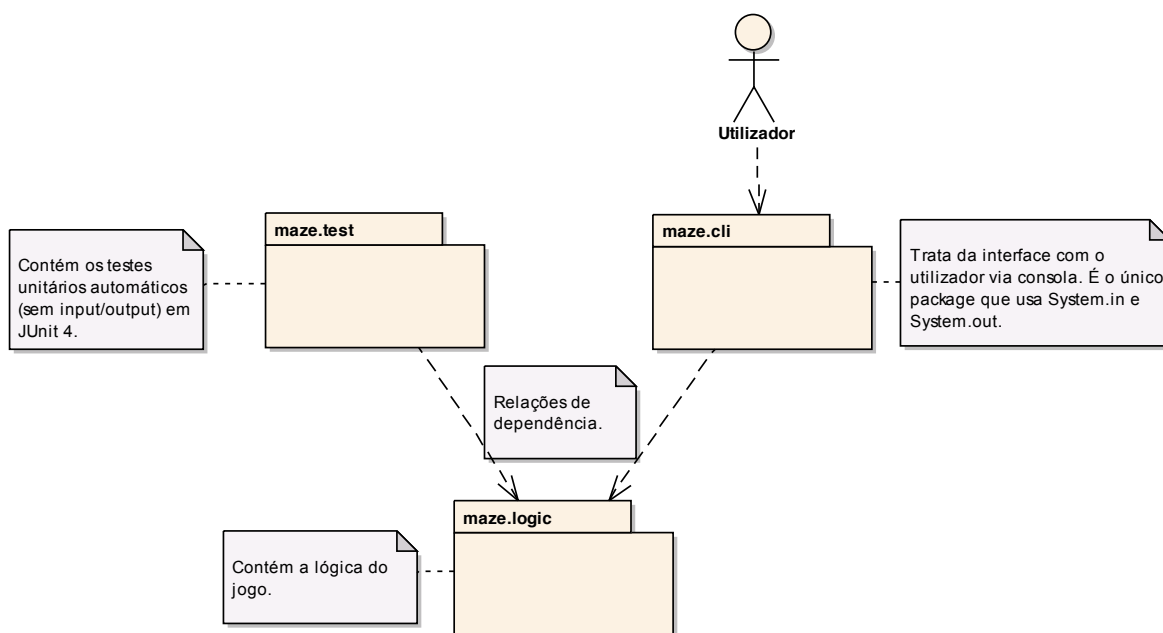 Utilizador
maze.test
maze.cli
Contém os testes
unitários automáticos
(sem input/output) em
JUnit 4.
Trata da interface com o
utilizador via consola. É o único
package que usa System.in e
System.out.
Relações de
dependência.
maze.logic
Contém a lógica do
jogo.